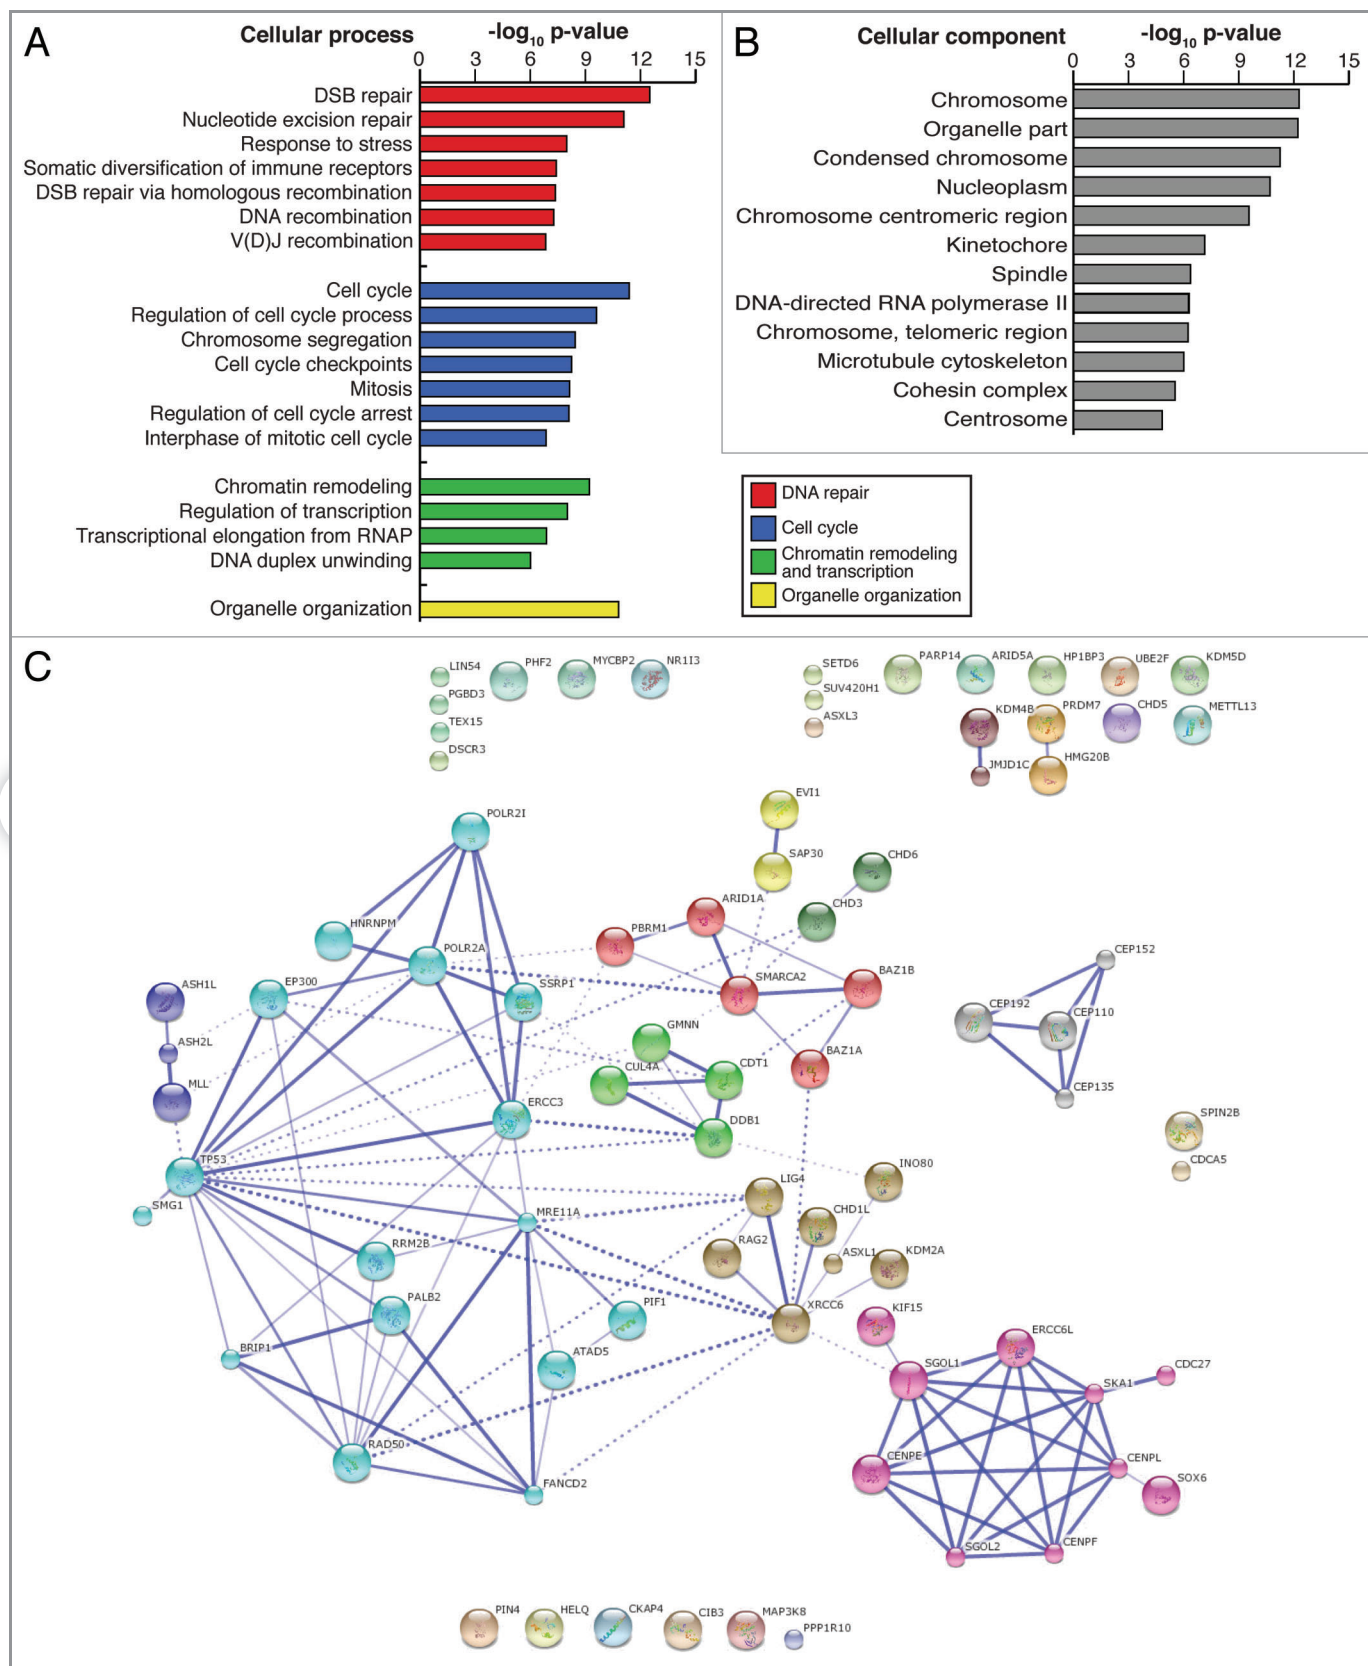 A
Cellular process
-log10 p-value
0 3 6 9 12 15
DSB repair
Nucleotide excision repair
Response to stress
Somatic diversification of immune receptors
DSB repair via homologous recombination
DNA recombination
V(D)J recombination
Cell cycle
Regulation of cell cycle process
Chromosome segregation
Cell cycle checkpoints
Mitosis
Regulation of cell cycle arrest
Interphase of mitotic cell cycle
Chromatin remodeling
Regulation of transcription
Transcriptional elongation from RNAP
DNA duplex unwinding
Organelle organization
B
Cellular component
-log10 p-value
0 3 6 9 12 15
Chromosome
Organelle part
Condensed chromosome
Nucleoplasm
Chromosome centromeric region
Kinetochore
Spindle
DNA-directed RNA polymerase II
Chromosome, telomeric region
Microtubule cytoskeleton
Cohesin complex
Centrosome
DNA repair
Cell cycle
Chromatin remodeling
and transcription
Organelle organization
C
LIN54
PHF2
MYCBP2
NR1I3
PGBD3
TEX15
DSCR3
SETD6
PARP14
ARID5A
HP1BP3
UBE2F
KDM5D
SUV420H1
ASXL3
KDM4B
PRDM7
CHD5
METTL13
JMJD1C
HMG20B
EVI1
POLR2I
SAP30
CHD6
ARID1A
CHD3
HNRNPM
PBRM1
POLR2A
CEP152
ASH1L
EP300
SSRP1
SMARCA2
BAZ1B
CEP192
CEP110
GMNN
ASH2L
CUL4A
CDT1
BAZ1A
MLL
CEP135
ERCC3
DDB1
SPIN2B
TP53
CDCA5
INO80
LIG4
SMG1
MRE11A
CHD1L
RRM2B
RAG2
ASXL1
KDM2A
PALB2
PIF1
XRCC6
KIF15
BRIP1
ATAD5
ERCC6L
SGOL1
CDC27
SKA1
RAD50
CENPE
CENPL
FANCD2
SOX6
SGOL2
CENPF
PIN4
HELQ
CKAP4
CIB3
MAP3K8
PPP1R10